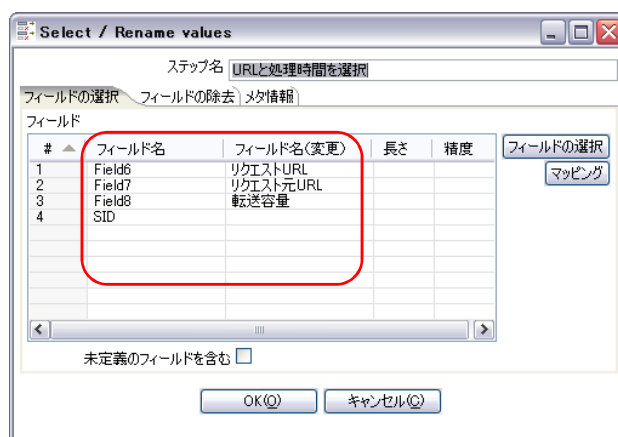 Select / Rename values
ステップ名 URLと処理時間を選択
フィールドの選択 フィールドの除去 メタ情報
フィールド
# フィールド名 フィールド名(変更) 長さ 精度 フィールドの選択
マッピング
1 Field6 リクエストURL
2 Field7 リクエスト元URL
3 Field8 転送容量
4 SID
未定義のフィールドを含む
OK(O) キャンセル(C)